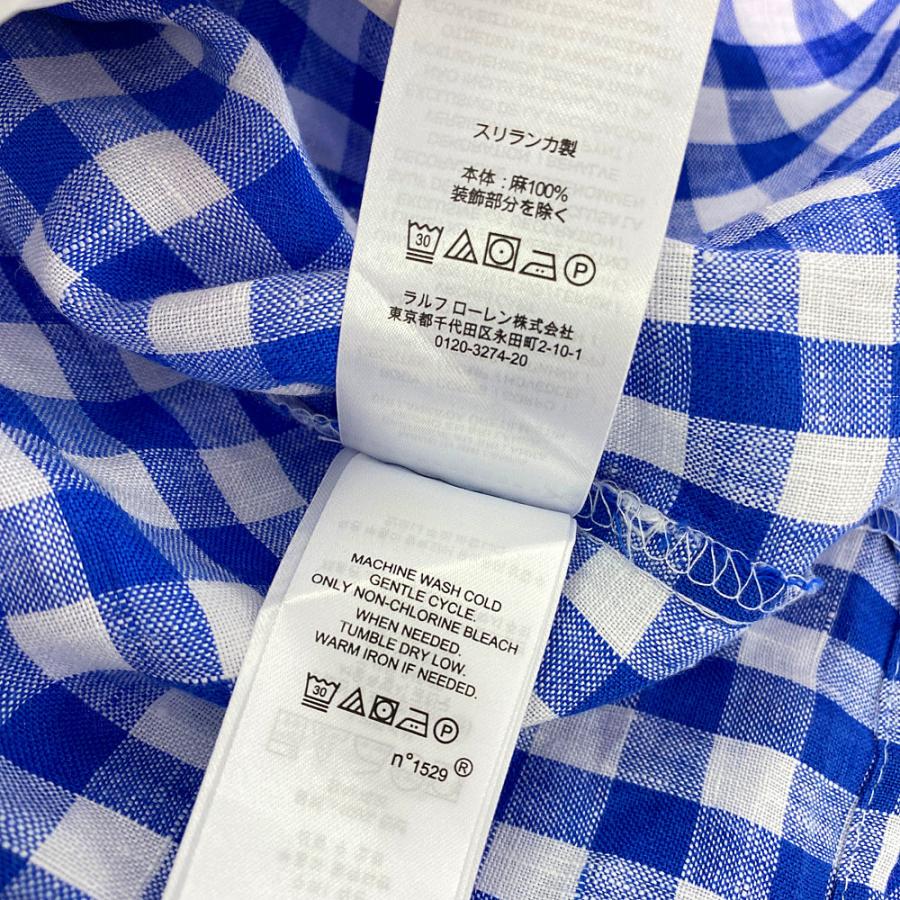 スリランカ製
本体：麻100%
装飾部分を除く
30 P
ラルフ ローレン株式会社
東京都千代田区永田町2-10-1
0120-3274-20
MACHINE WASH COLD
GENTLE CYCLE.
ONLY NON-CHLORINE BLEACH
WHEN NEEDED.
TUMBLE DRY LOW.
WARM IRON IF NEEDED.
30 P
n°1529 ®